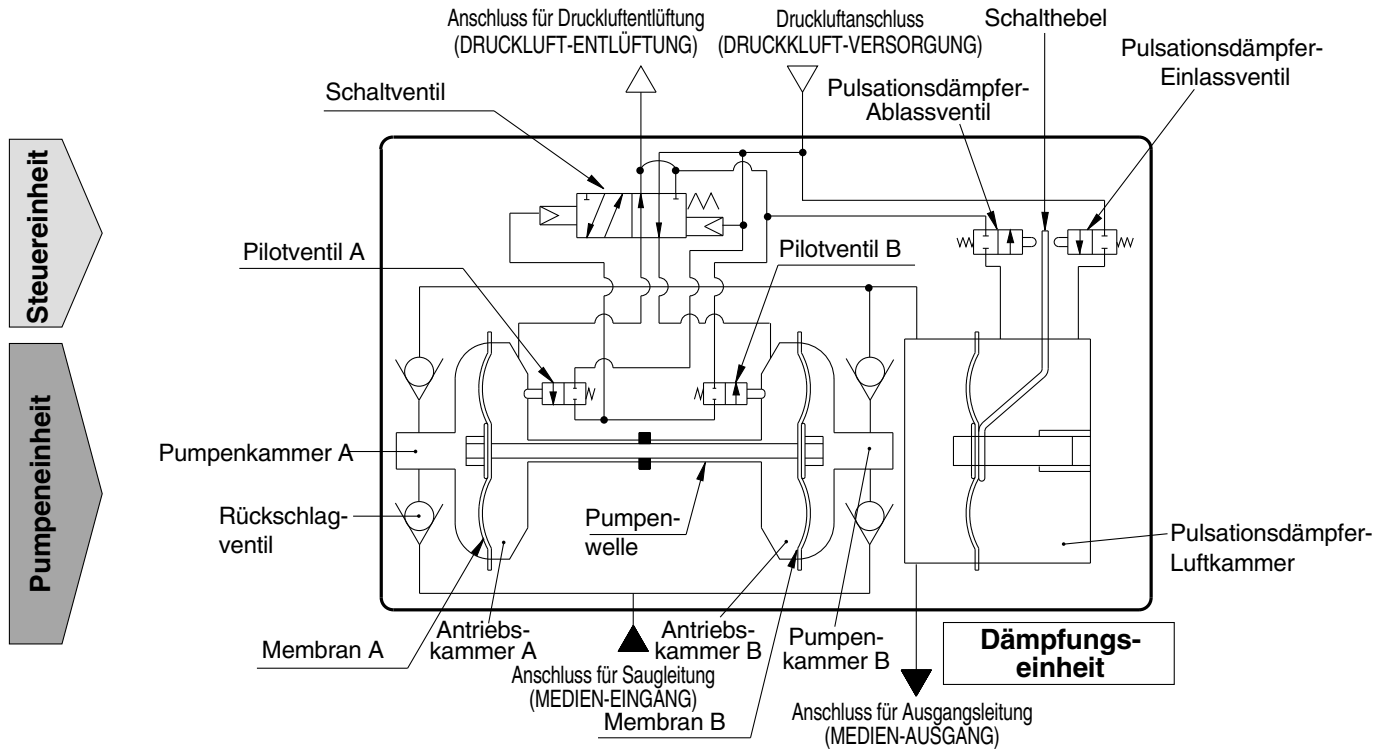 Anschluss für Druckluftentlüftung
(DRUCKLUFT-ENTLÜFTUNG)
Druckluftanschluss
(DRUCKKLUFT-VERSORGUNG)
Schalthebel
Pulsationsdämpfer-
Einlassventil
Pulsationsdämpfer-
Ablassventil
Schaltventil
Steuereinheit
Pilotventil A
Pilotventil B
Pumpeneinheit
Pumpenkammer A
Rückschlag-
ventil
Pumpen-
welle
Pulsationsdämpfer-
Luftkammer
Membran A
Antriebs-
kammer A
Antriebs-
kammer B
Pumpen-
kammer B
Dämpfungs-
einheit
Anschluss für Saugleitung
(MEDIEN-EINGANG)
Membran B
Anschluss für Ausgangsleitung
(MEDIEN-AUSGANG)